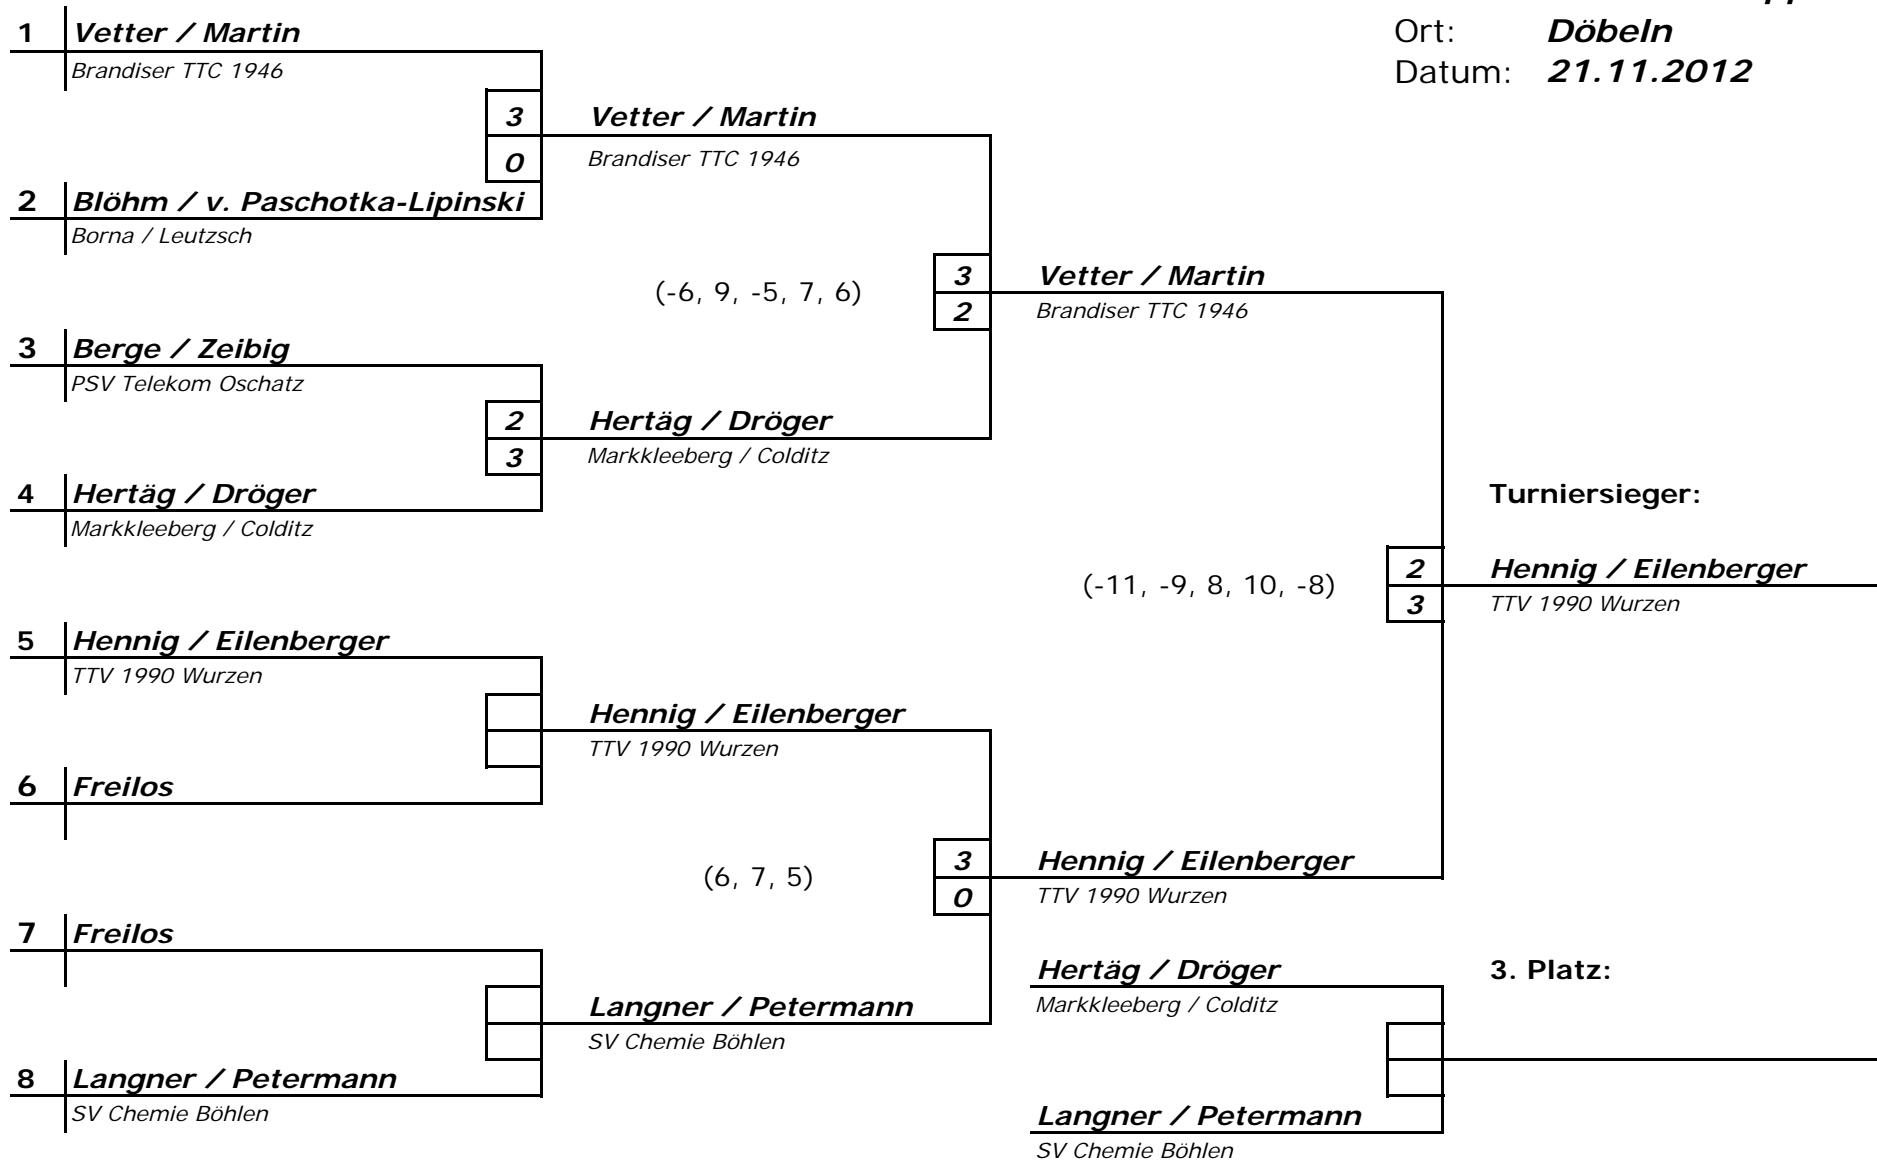 Ort: Döbeln
Datum: 21.11.2012
1 Vetter / Martin
Brandiser TTC 1946
3 Vetter / Martin
0 Brandiser TTC 1946
2 Blöhm / v. Paschotka-Lipinski
Borna / Leutzsch
(-6, 9, -5, 7, 6)
3 Vetter / Martin
2 Brandiser TTC 1946
3 Berge / Zeibig
PSV Telekom Oschatz
2 Hertäg / Dröger
3 Markkleeberg / Colditz
4 Hertäg / Dröger
Markkleeberg / Colditz
Turniersieger:
(-11, -9, 8, 10, -8)
2 Hennig / Eilenberger
3 TTV 1990 Wurzen
5 Hennig / Eilenberger
TTV 1990 Wurzen
Hennig / Eilenberger
TTV 1990 Wurzen
6 Freilos
(6, 7, 5)
3 Hennig / Eilenberger
0 TTV 1990 Wurzen
7 Freilos
Langner / Petermann
SV Chemie Böhlen
8 Langner / Petermann
SV Chemie Böhlen
Hertäg / Dröger
Markkleeberg / Colditz
3. Platz:
Langner / Petermann
SV Chemie Böhlen